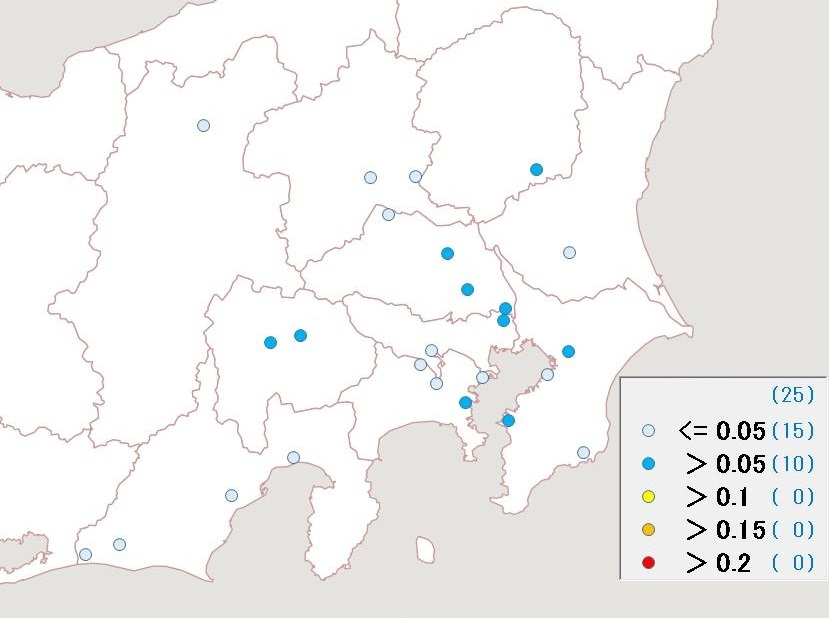 (25)
<= 0.05 (15)
> 0.05 (10)
> 0.1 ( 0)
> 0.15 ( 0)
> 0.2 ( 0)